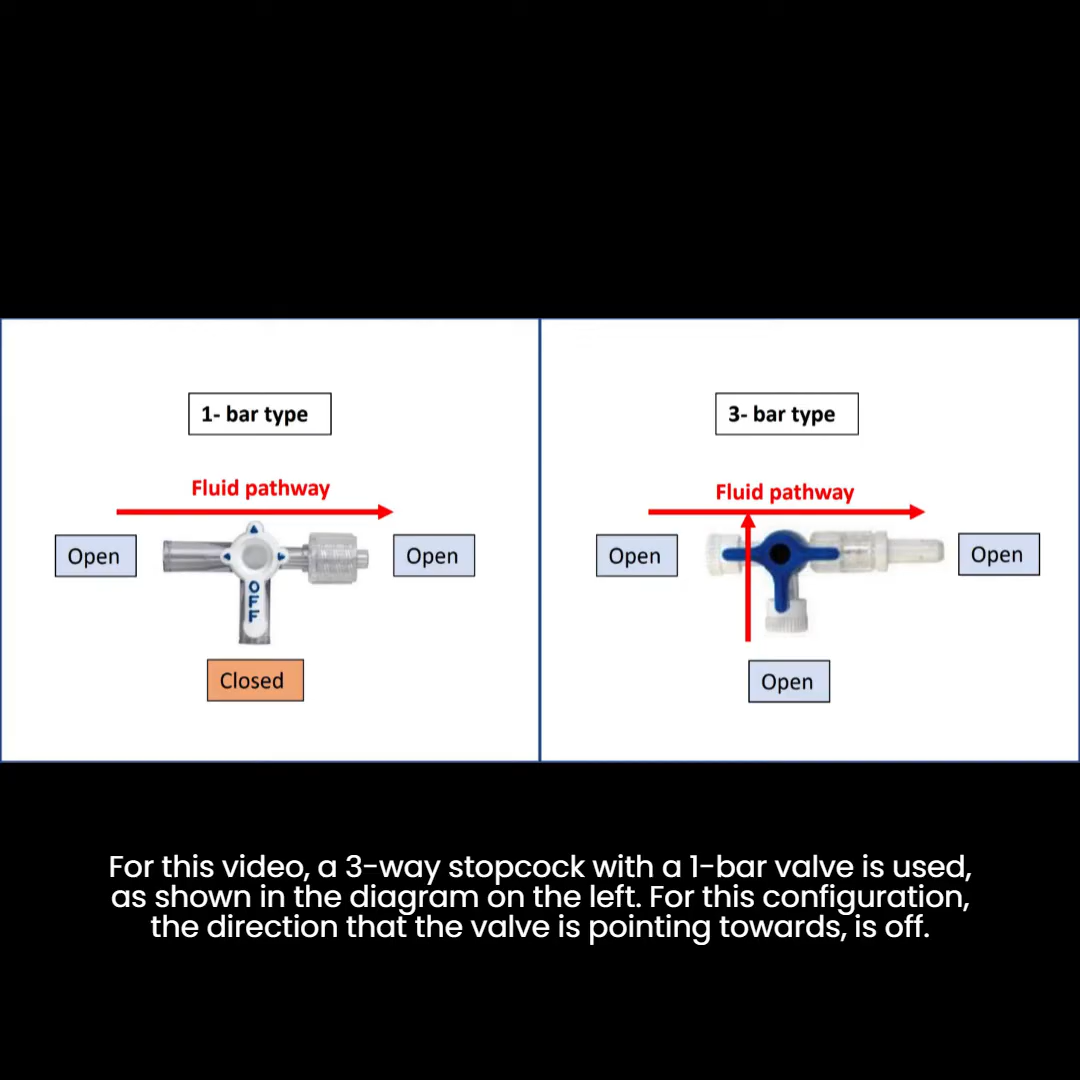 1- bar type
Fluid pathway
Open
Open
OFF
Closed
3- bar type
Fluid pathway
Open
Open
Open
For this video, a 3-way stopcock with a 1-bar valve is used,
as shown in the diagram on the left. For this configuration,
the direction that the valve is pointing towards, is off.